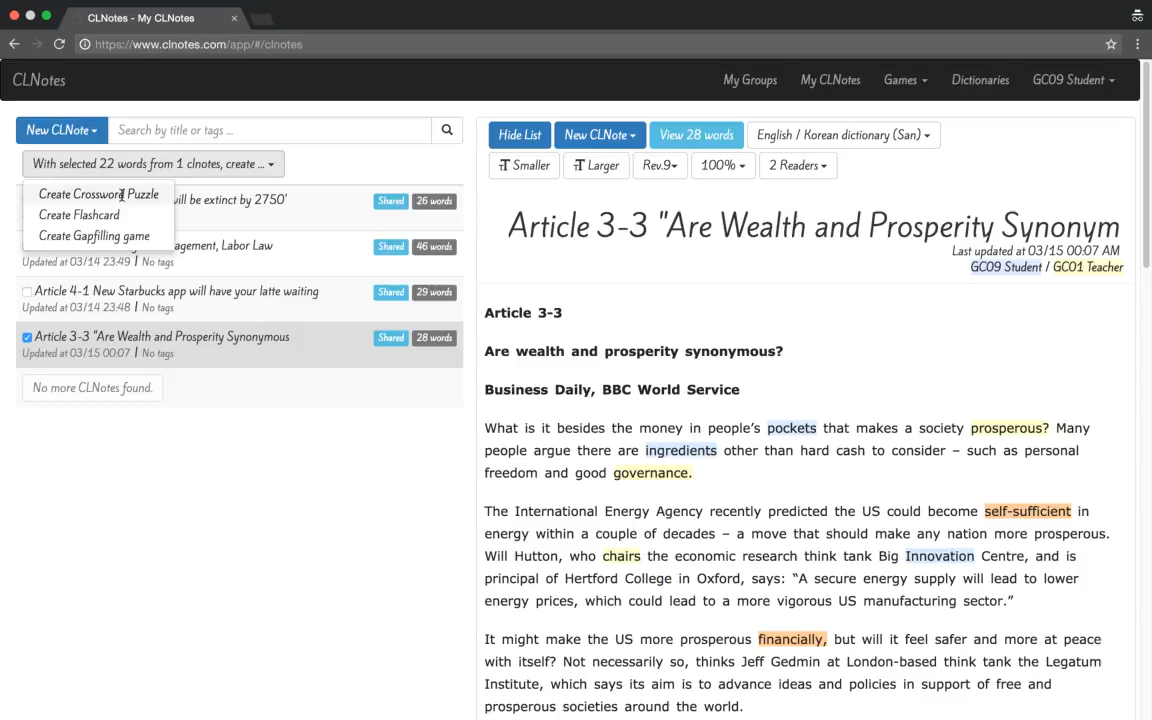 CLNotes - My CLNotes
https://www.clnotes.com/app/#/clnotes
CLNotes
My Groups
My CLNotes
Games
Dictionaries
GC09 Student
New CLNote
Search by title or tags ...
With selected 22 words from 1 clnotes, create ...
Create Crossword Puzzle
Create Flashcard
Create Gapfilling game
will be extinct by 2750'
Shared
26 words
agement, Labor Law
Shared
46 words
Updated at 03/14 23:49 | No tags
Article 4-1 New Starbucks app will have your latte waiting
Shared
29 words
Updated at 03/14 23:48 | No tags
Article 3-3 "Are Wealth and Prosperity Synonymous
Shared
28 words
Updated at 03/15 00:07 | No tags
No more CLNotes found.
Hide List
New CLNote
View 28 words
English / Korean dictionary (San)
Smaller
Larger
Rev.9
100%
2 Readers
Article 3-3 "Are Wealth and Prosperity Synonym
Last updated at 03/15 00:07 AM
GC09 Student / GC01 Teacher
Article 3-3
Are wealth and prosperity synonymous?
Business Daily, BBC World Service
What is it besides the money in people's pockets that makes a society prosperous? Many
people argue there are ingredients other than hard cash to consider – such as personal
freedom and good governance.
The International Energy Agency recently predicted the US could become self-sufficient in
energy within a couple of decades – a move that should make any nation more prosperous.
Will Hutton, who chairs the economic research think tank Big Innovation Centre, and is
principal of Hertford College in Oxford, says: "A secure energy supply will lead to lower
energy prices, which could lead to a more vigorous US manufacturing sector."
It might make the US more prosperous financially, but will it feel safer and more at peace
with itself? Not necessarily so, thinks Jeff Gedmin at London-based think tank the Legatum
Institute, which says its aim is to advance ideas and policies in support of free and
prosperous societies around the world.